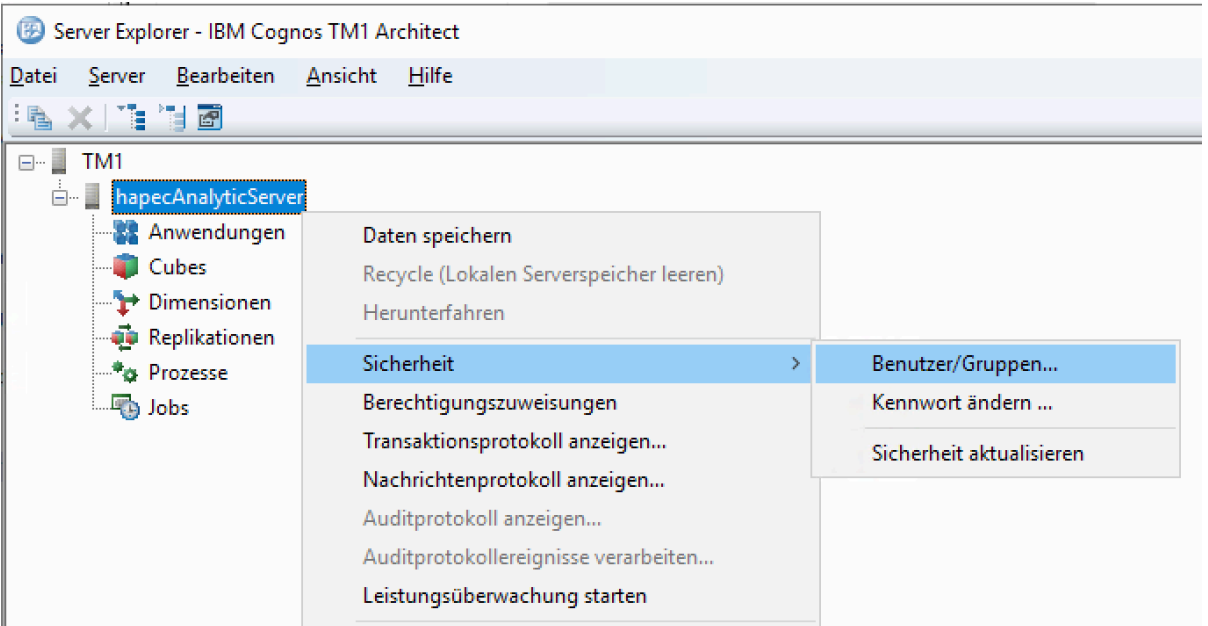 Server Explorer - IBM Cognos TM1 Architect
Datei Server Bearbeiten Ansicht Hilfe
TM1
hapecAnalyticServer
Anwendungen
Cubes
Dimensionen
Replikationen
Prozesse
Jobs
Daten speichern
Recycle (Lokalen Serverspeicher leeren)
Herunterfahren
Sicherheit
Berechtigungszuweisungen
Transaktionsprotokoll anzeigen...
Nachrichtenprotokoll anzeigen...
Auditprotokoll anzeigen...
Auditprotokollereignisse verarbeiten...
Leistungsüberwachung starten
Benutzer/Gruppen...
Kennwort ändern ...
Sicherheit aktualisieren